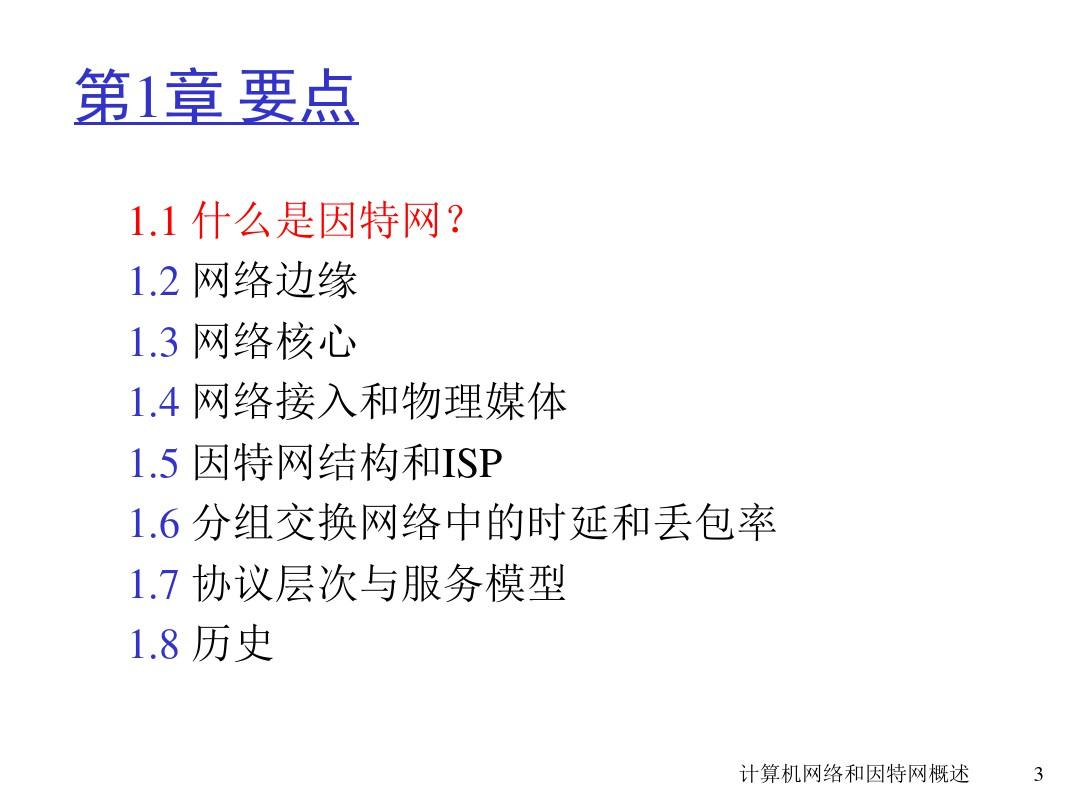 第1章 要点
1.1 什么是因特网？
1.2 网络边缘
1.3 网络核心
1.4 网络接入和物理媒体
1.5 因特网结构和ISP
1.6 分组交换网络中的时延和丢包率
1.7 协议层次与服务模型
1.8 历史
计算机网络和因特网概述 3